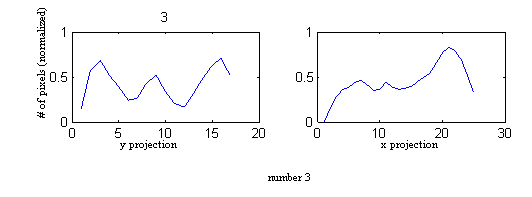 3
# of pixels (normalized)
1
0.5
0
0 5 10 15 20
y projection
1
0.5
0
0 10 20 30
x projection
number 3